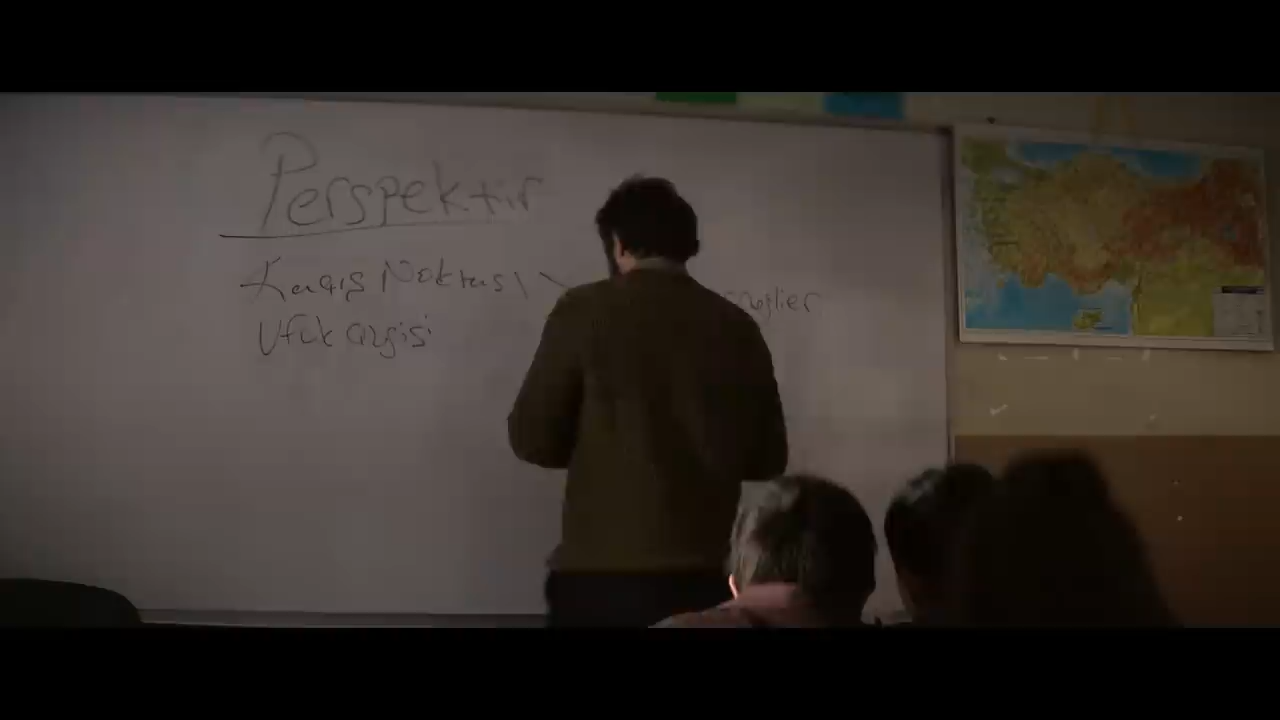 Perspektif
Kaçış Noktası
Ufuk çizgisi